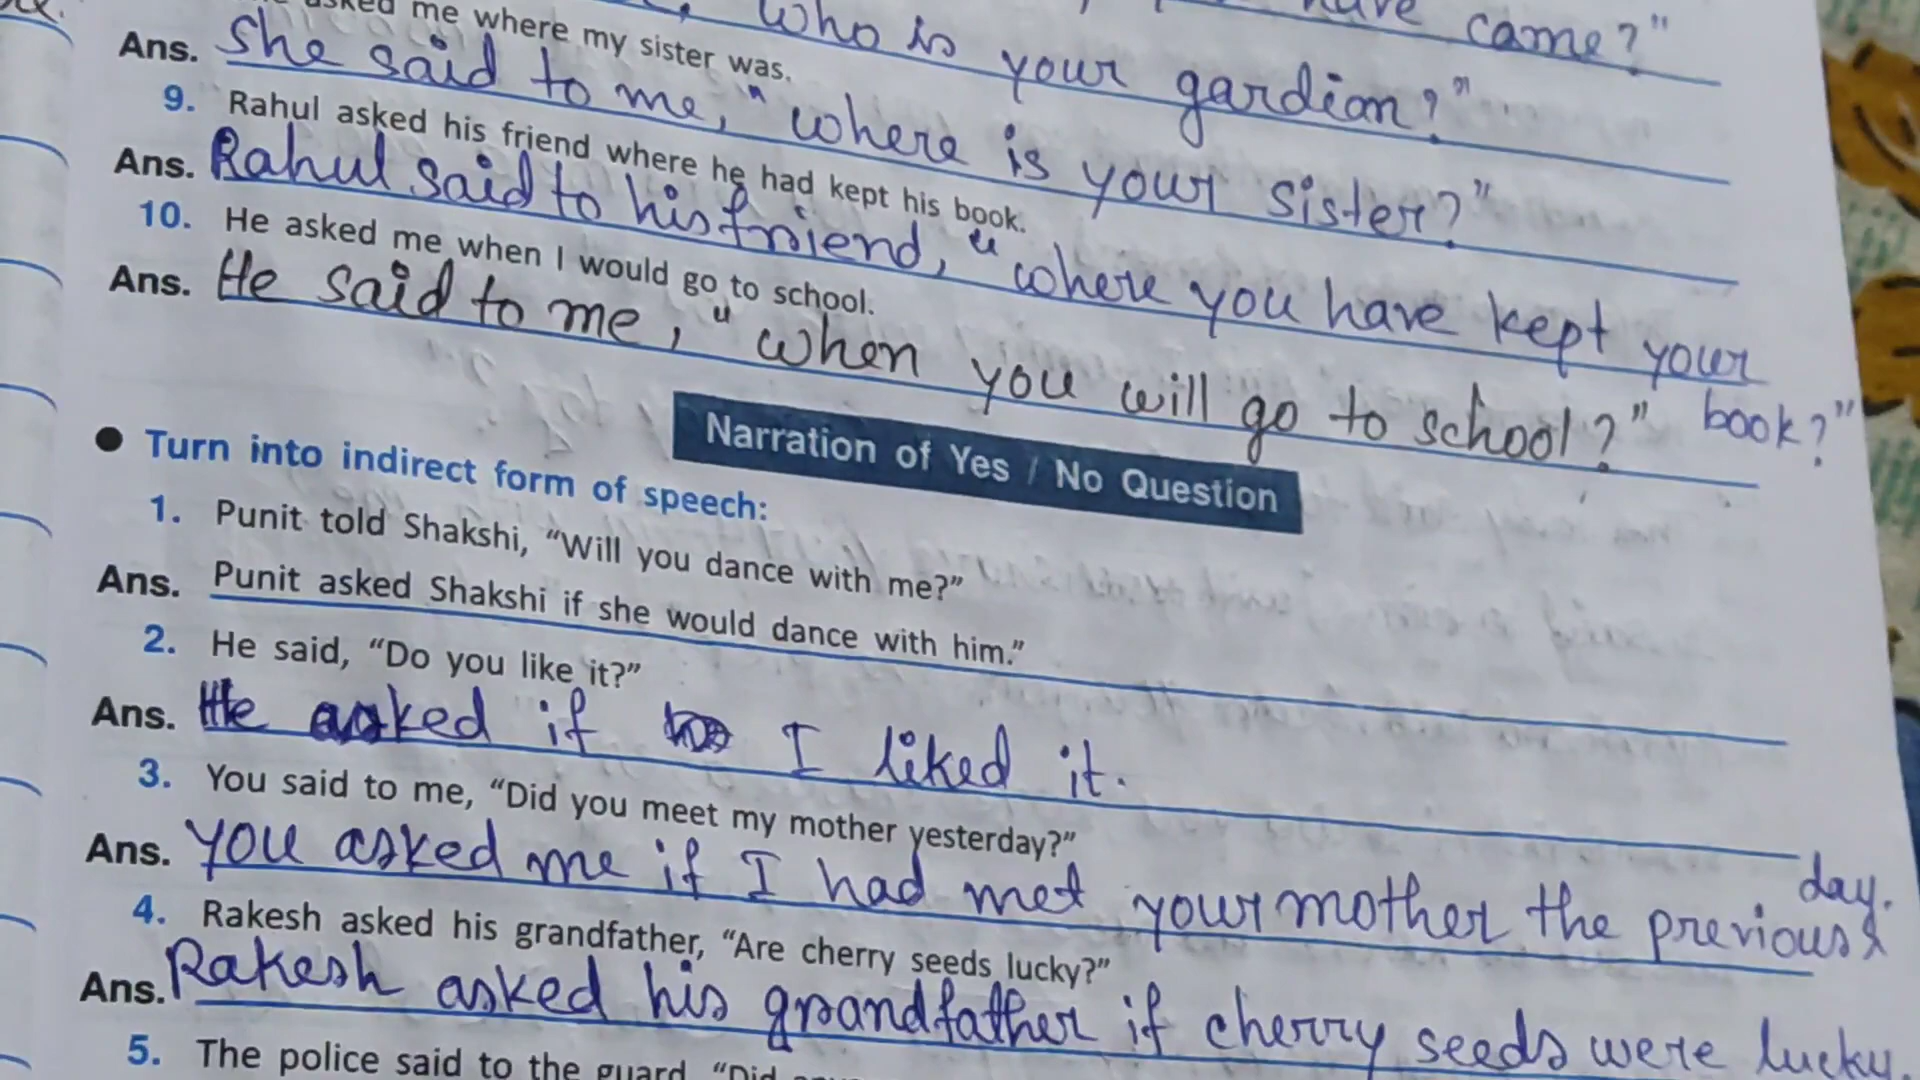 have came?"
who is your gardian?"
asked me where my sister was.
Ans. She said to me, "where is your sister?"
9. Rahul asked his friend where he had kept his book.
Ans. Rahul said to his friend, "where you have kept your book?"
10. He asked me when I would go to school.
Ans. He said to me, "when you will go to school?"
Narration of Yes / No Question
● Turn into indirect form of speech:
1. Punit told Shakshi, “Will you dance with me?”
Ans. Punit asked Shakshi if she would dance with him.”
2. He said, “Do you like it?”
Ans. He asked if I liked it.
3. You said to me, “Did you meet my mother yesterday?”
Ans. you asked me if I had met your mother the previous day.
4. Rakesh asked his grandfather, “Are cherry seeds lucky?”
Ans. Rakesh asked his grandfather if cherry seeds were lucky.
5. The police said to the guard, “Did